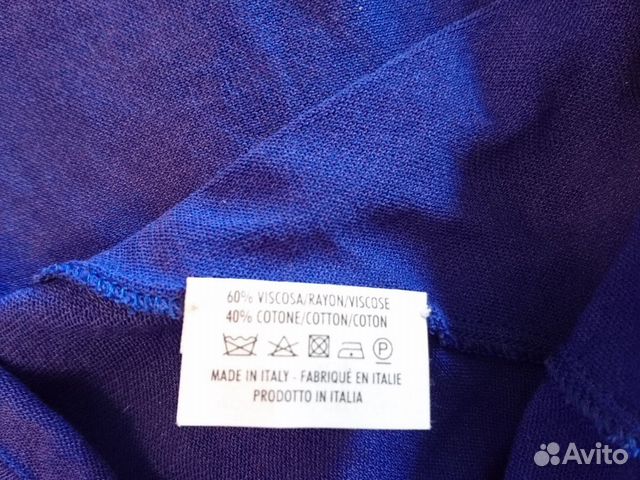 60% VISCOSA/RAYON/VISCOSE
40% COTONE/COTTON/COTON
P
MADE IN ITALY - FABRIQUÉ EN ITALIE
PRODOTTO IN ITALIA
Avito